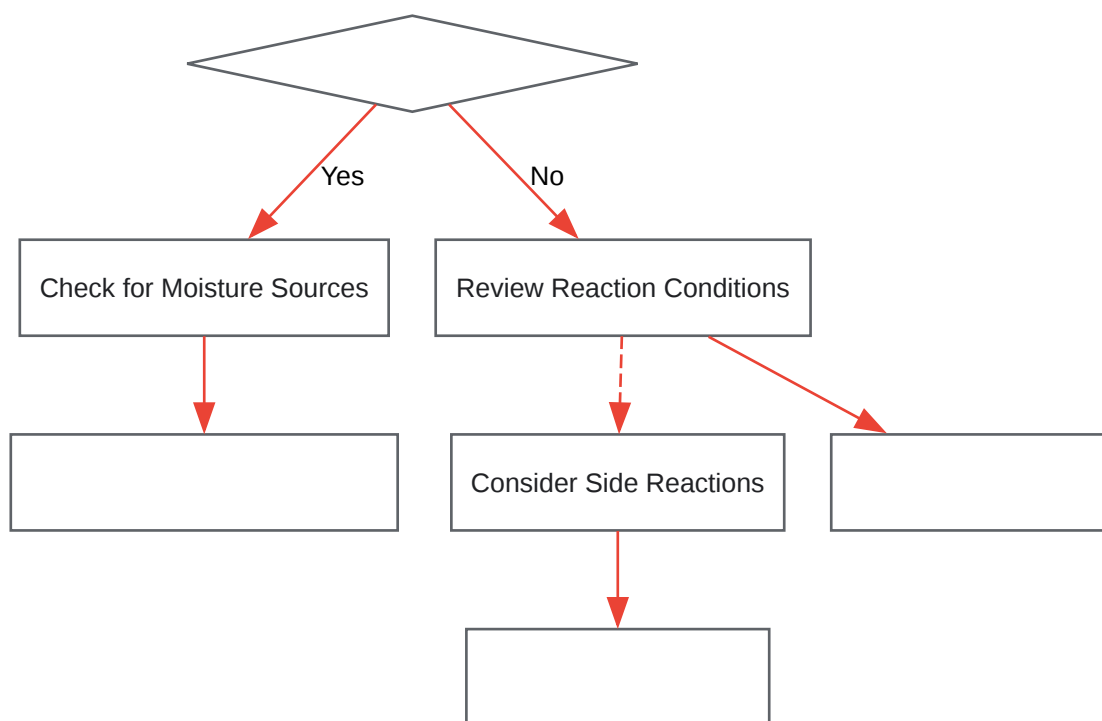 Yes
No
Check for Moisture Sources
Review Reaction Conditions
Consider Side Reactions